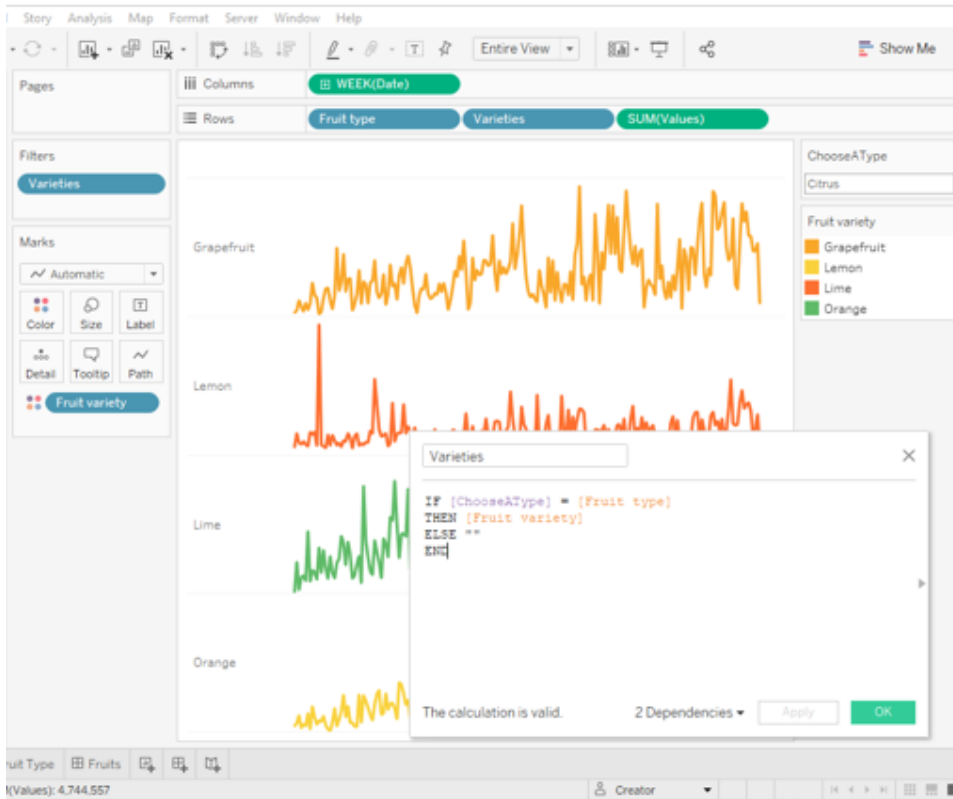 Story Analysis Map Format Server Window Help
T Entire View Show Me
Pages
Columns WEEK(Date)
Rows Fruit type Varieties SUM(Values)
Filters
Varieties
Marks
Automatic
Color Size Label
Detail Tooltip Path
Fruit variety
Grapefruit
Lemon
Lime
Orange
ChooseAType
Citrus
Fruit variety
Grapefruit
Lemon
Lime
Orange
Varieties
IF [ChooseAType] = [Fruit type]
THEN [Fruit variety]
ELSE ""
END
The calculation is valid. 2 Dependencies Apply OK
ruit Type Fruits
(Values): 4,744,557 Creator